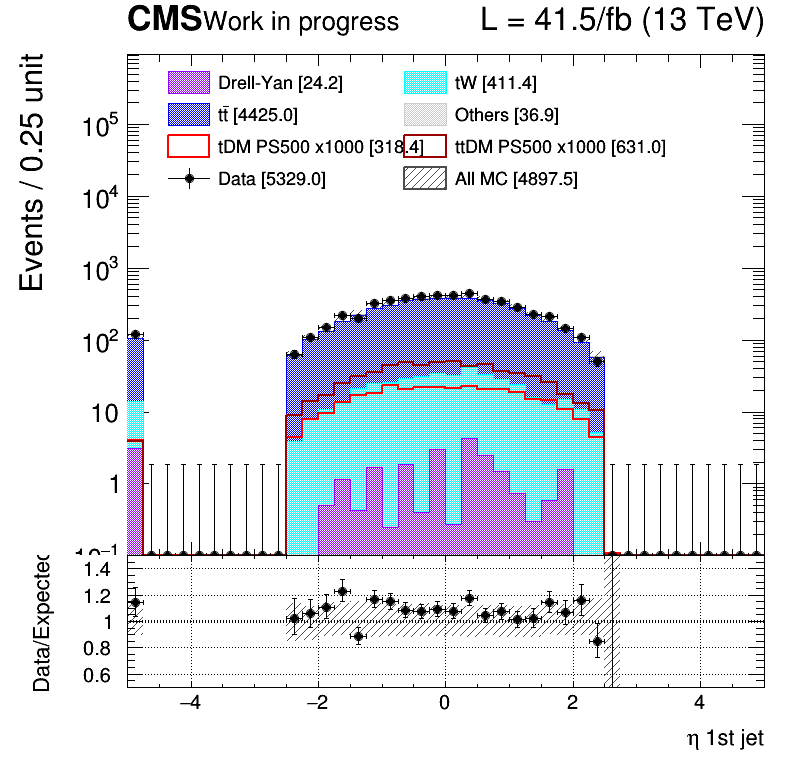 CMS Work in progress L = 41.5/fb (13 TeV)
Events / 0.25 unit
Drell-Yan [24.2] tW [411.4]
tt̄ [4425.0] Others [36.9]
tDM PS500 x1000 [318.4] ttDM PS500 x1000 [631.0]
Data [5329.0] All MC [4897.5]
10⁵
10⁴
10³
10²
10
1
10⁻¹
Data/Expected
1.4
1.2
1
0.8
0.6
−4 −2 0 2 4
η 1st jet